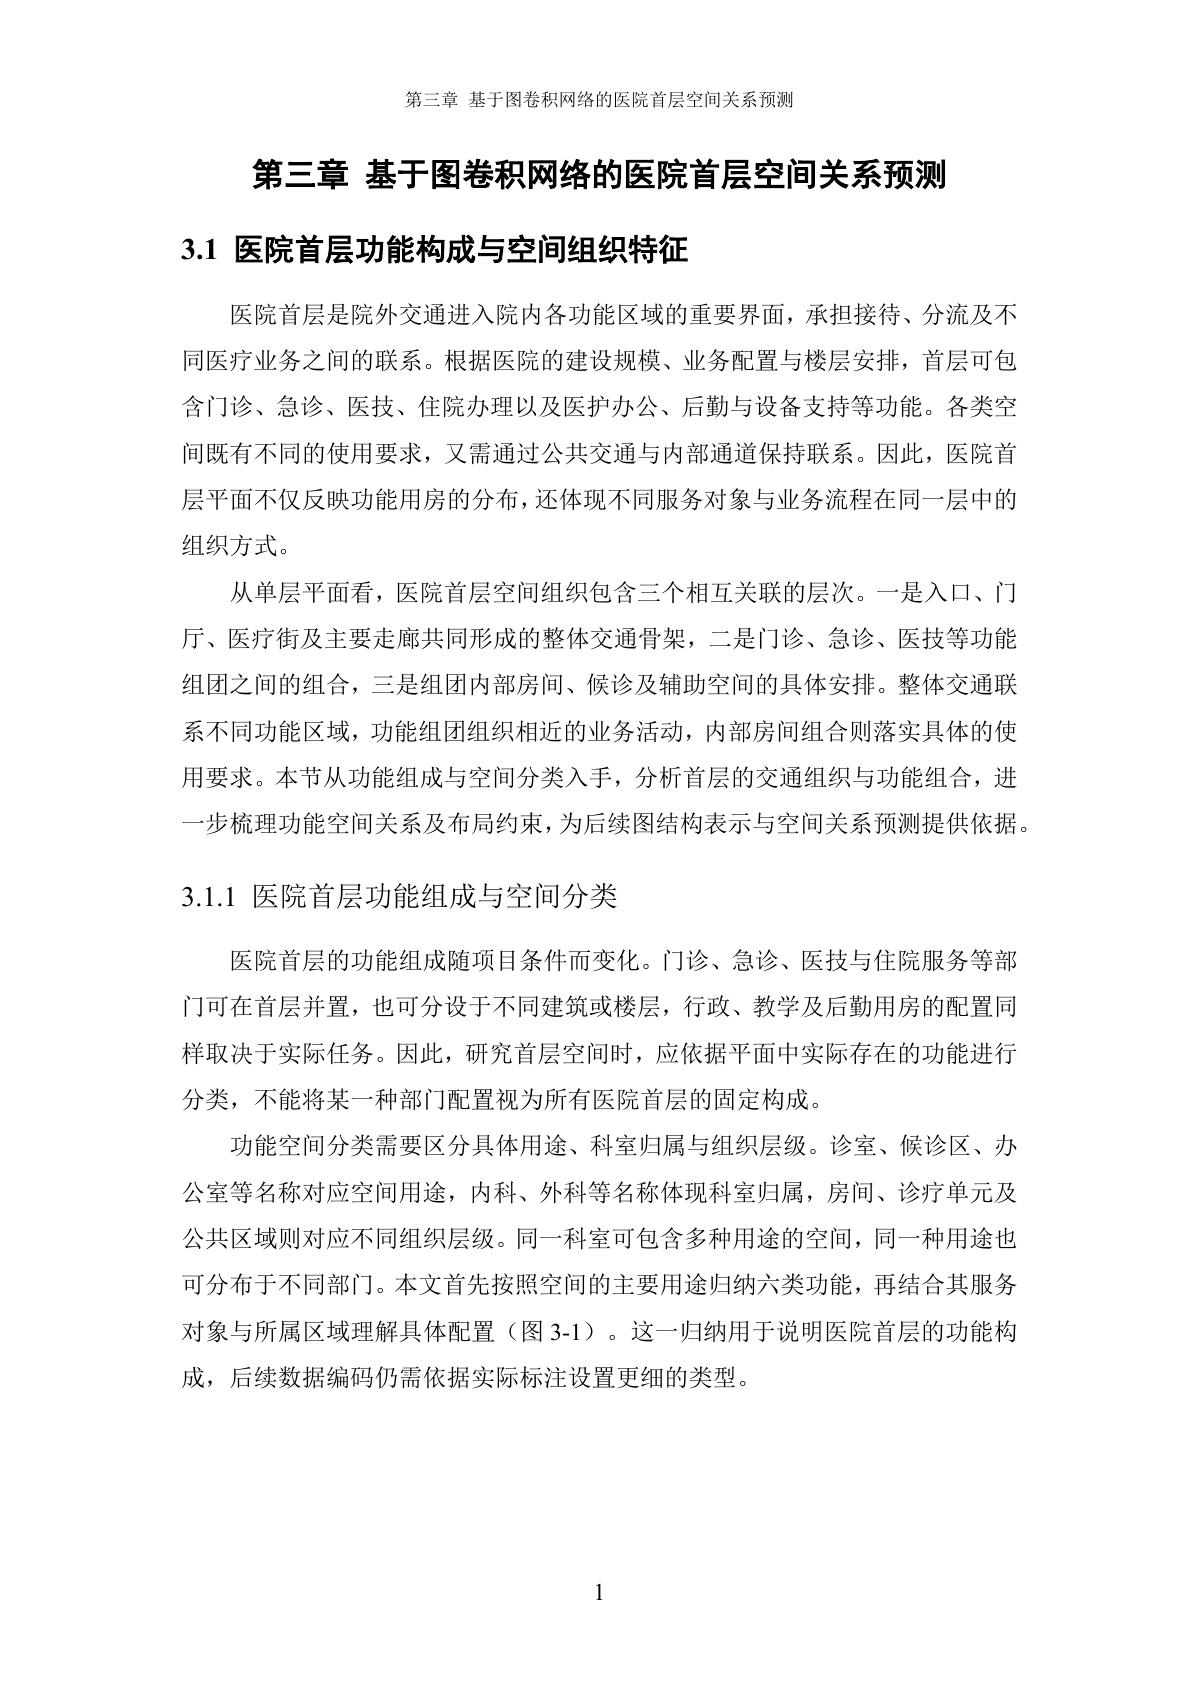 第三章 基于图卷积网络的医院首层空间关系预测
第三章 基于图卷积网络的医院首层空间关系预测
3.1 医院首层功能构成与空间组织特征
医院首层是院外交通进入院内各功能区域的重要界面，承担接待、分流及不
同医疗业务之间的联系。根据医院的建设规模、业务配置与楼层安排，首层可包
含门诊、急诊、医技、住院办理以及医护办公、后勤与设备支持等功能。各类空
间既有不同的使用要求，又需通过公共交通与内部通道保持联系。因此，医院首
层平面不仅反映功能用房的分布，还体现不同服务对象与业务流程在同一层中的
组织方式。
从单层平面看，医院首层空间组织包含三个相互关联的层次。一是入口、门
厅、医疗街及主要走廊共同形成的整体交通骨架，二是门诊、急诊、医技等功能
组团之间的组合，三是组团内部房间、候诊及辅助空间的具体安排。整体交通联
系不同功能区域，功能组团组织相近的业务活动，内部房间组合则落实具体的使
用要求。本节从功能组成与空间分类入手，分析首层的交通组织与功能组合，进
一步梳理功能空间关系及布局约束，为后续图结构表示与空间关系预测提供依据。
3.1.1 医院首层功能组成与空间分类
医院首层的功能组成随项目条件而变化。门诊、急诊、医技与住院服务等部
门可在首层并置，也可分设于不同建筑或楼层，行政、教学及后勤用房的配置同
样取决于实际任务。因此，研究首层空间时，应依据平面中实际存在的功能进行
分类，不能将某一种部门配置视为所有医院首层的固定构成。
功能空间分类需要区分具体用途、科室归属与组织层级。诊室、候诊区、办
公室等名称对应空间用途，内科、外科等名称体现科室归属，房间、诊疗单元及
公共区域则对应不同组织层级。同一科室可包含多种用途的空间，同一种用途也
可分布于不同部门。本文首先按照空间的主要用途归纳六类功能，再结合其服务
对象与所属区域理解具体配置（图 3-1）。这一归纳用于说明医院首层的功能构
成，后续数据编码仍需依据实际标注设置更细的类型。
1